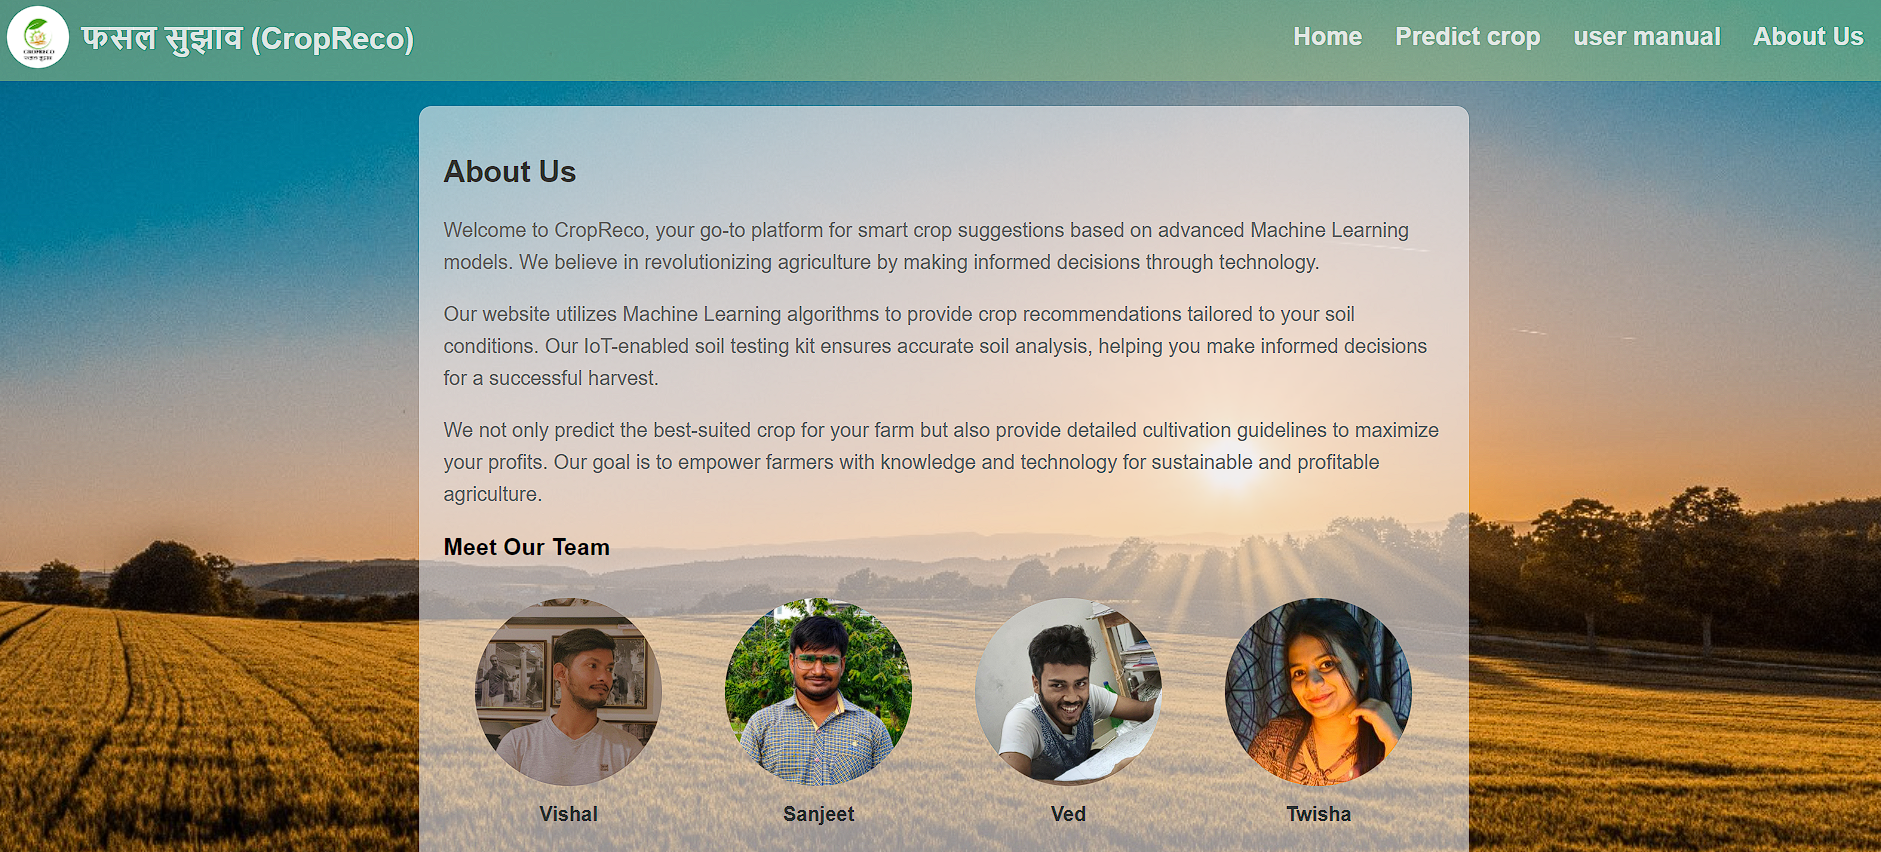 फसल सुझाव (CropReco)
Home
Predict crop
user manual
About Us
About Us
Welcome to CropReco, your go-to platform for smart crop suggestions based on advanced Machine Learning
models. We believe in revolutionizing agriculture by making informed decisions through technology.
Our website utilizes Machine Learning algorithms to provide crop recommendations tailored to your soil
conditions. Our IoT-enabled soil testing kit ensures accurate soil analysis, helping you make informed decisions
for a successful harvest.
We not only predict the best-suited crop for your farm but also provide detailed cultivation guidelines to maximize
your profits. Our goal is to empower farmers with knowledge and technology for sustainable and profitable
agriculture.
Meet Our Team
Vishal
Sanjeet
Ved
Twisha